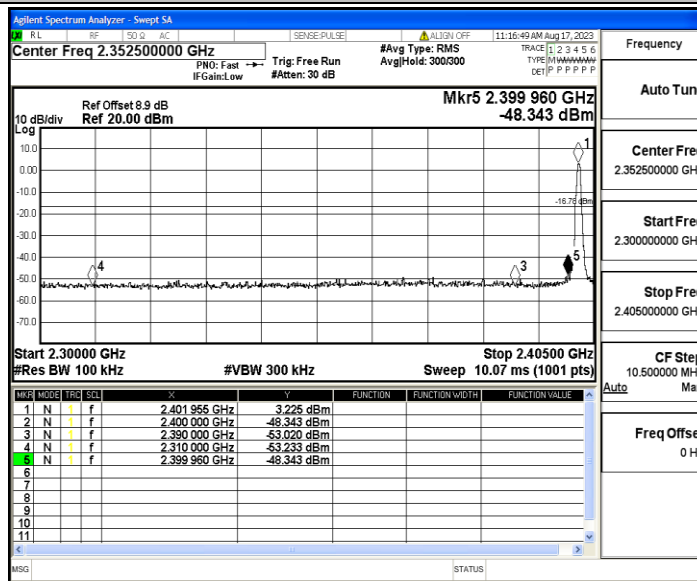 Agilent Spectrum Analyzer - Swept SA
RL RF 50 Ω AC SENSE:PULSE ALIGN OFF 11:16:49 AM Aug 17, 2023
Center Freq 2.352500000 GHz
PNO: Fast
IFGain:Low
Trig: Free Run
#Atten: 30 dB
#Avg Type: RMS
Avg|Hold: 300/300
TRACE 1 2 3 4 5 6
TYPE M W W W W W
DET P P P P P P
Frequency
Ref Offset 8.9 dB
10 dB/div Ref 20.00 dBm
Log
Mkr5 2.399 960 GHz
-48.343 dBm
10.0
0.00
-10.0
-20.0
-30.0
-40.0
-50.0
-60.0
-70.0
1
-16.78 dBm
5
3
4
Start 2.30000 GHz Stop 2.40500 GHz
#Res BW 100 kHz #VBW 300 kHz Sweep 10.07 ms (1001 pts)
MKR MODE TRC SCL X Y FUNCTION FUNCTION WIDTH FUNCTION VALUE
1 N 1 f 2.401 955 GHz 3.225 dBm
2 N 1 f 2.400 000 GHz -48.343 dBm
3 N 1 f 2.390 000 GHz -53.020 dBm
4 N 1 f 2.310 000 GHz -53.233 dBm
5 N 1 f 2.399 960 GHz -48.343 dBm
6
7
8
9
10
11
MSG STATUS
Auto Tun
Center Fre
2.352500000 GH
Start Fre
2.300000000 GH
Stop Fre
2.405000000 GH
CF Step
10.500000 MH
Auto Ma
Freq Offse
0 H